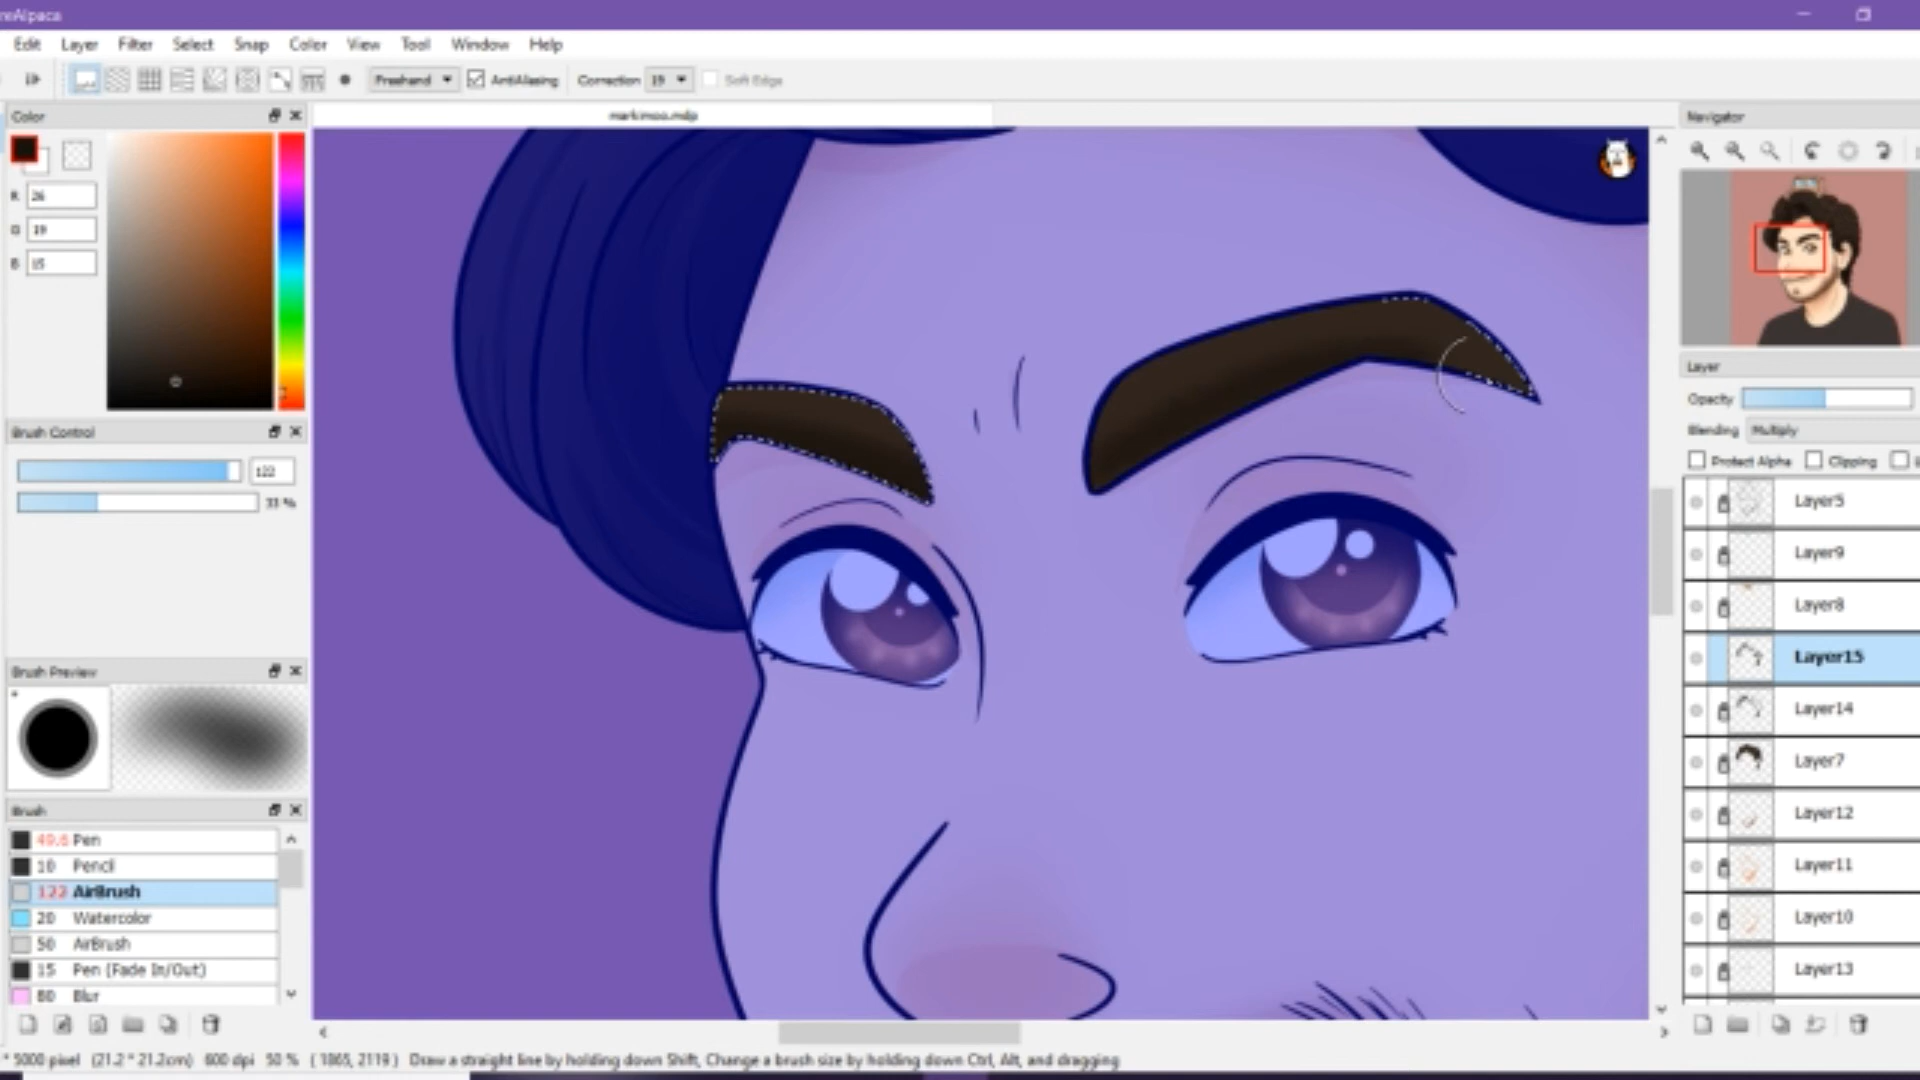 reAlpaca
Edit Layer Filter Select Snap Color View Tool Window Help
Freehand AntiAliasing Correction 19 Soft Edge
Color
markimoo.mdp
Navigator
R 26
G 19
B 15
Layer
Opacity
Blending Multiply
Protect Alpha Clipping
Brush Control
122
33 %
Layer5
Layer9
Layer8
Layer15
Layer14
Layer7
Layer12
Layer11
Layer10
Layer13
Brush Preview
Brush
49.6 Pen
10 Pencil
122 AirBrush
20 Watercolor
50 AirBrush
15 Pen (Fade In/Out)
80 Blur
* 5000 pixel (21.2 * 21.2cm) 600 dpi 50 % ( 1865, 2119 ) Draw a straight line by holding down Shift, Change a brush size by holding down Ctrl, Alt, and dragging